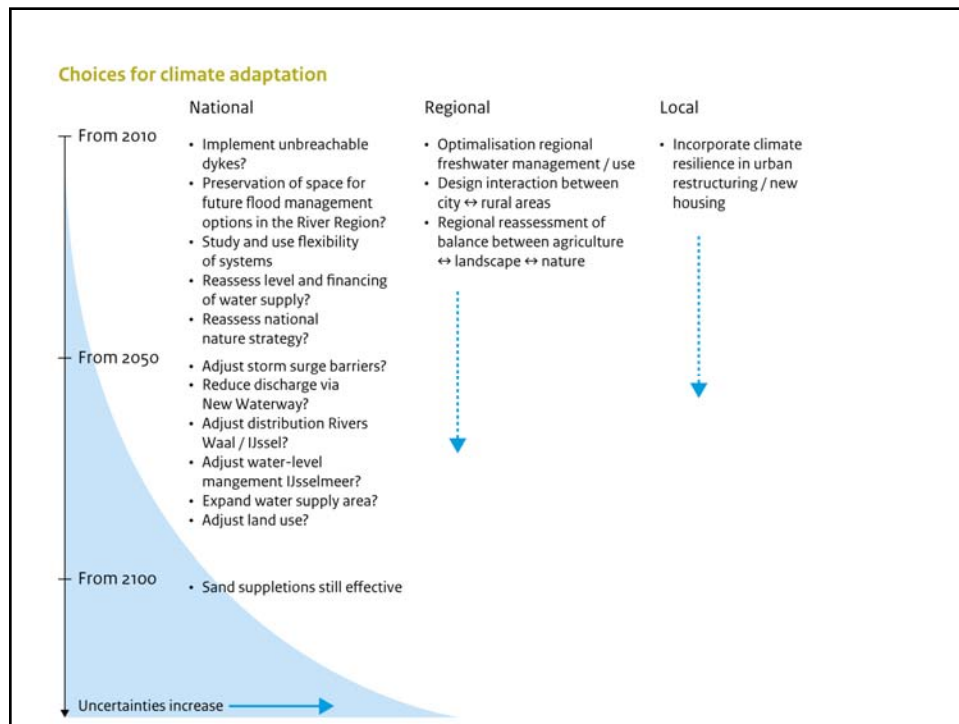 Choices for climate adaptation
National
Regional
Local
From 2010
• Implement unbreachable
dykes?
• Preservation of space for
future flood management
options in the River Region?
• Study and use flexibility
of systems
• Reassess level and financing
of water supply?
• Reassess national
nature strategy?
• Optimalisation regional
freshwater management / use
• Design interaction between
city ↔ rural areas
• Regional reassessment of
balance between agriculture
↔ landscape ↔ nature
• Incorporate climate
resilience in urban
restructuring / new
housing
From 2050
• Adjust storm surge barriers?
• Reduce discharge via
New Waterway?
• Adjust distribution Rivers
Waal / IJssel?
• Adjust water-level
mangement IJsselmeer?
• Expand water supply area?
• Adjust land use?
From 2100
• Sand suppletions still effective
Uncertainties increase